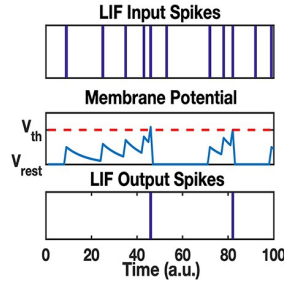 LIF Input Spikes
Membrane Potential
Vth
Vrest
LIF Output Spikes
0 20 40 60 80 100
Time (a.u.)